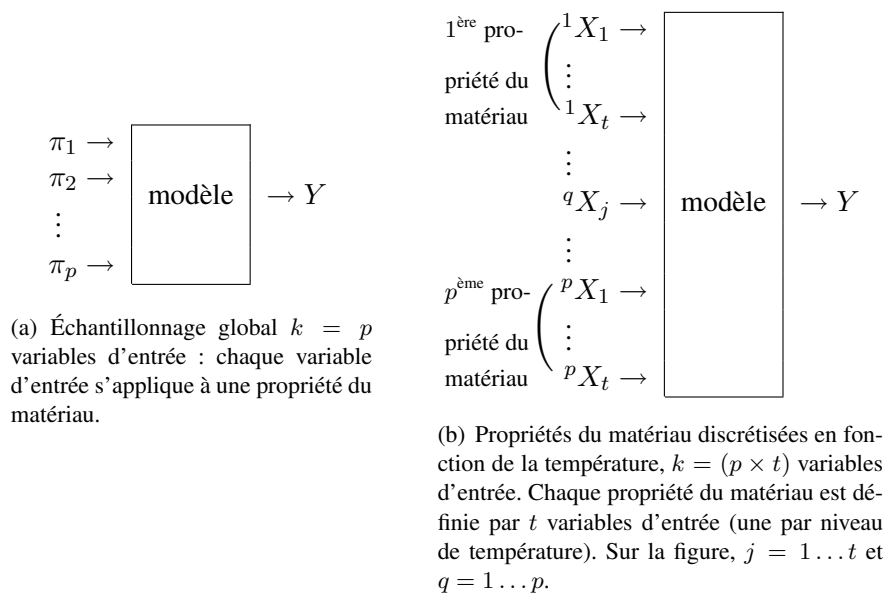 π₁ →
π₂ →
⋮
πₚ →
modèle
→ Y
(a) Échantillonnage global k = p
variables d'entrée : chaque variable
d'entrée s'applique à une propriété du
matériau.
1ère pro-
priété du
matériau
¹X₁ →
⋮
¹Xₜ →
⋮
qXⱼ →
⋮
pème pro-
priété du
matériau
pX₁ →
⋮
pXₜ →
modèle
→ Y
(b) Propriétés du matériau discrétisées en fonc-
tion de la température, k = (p × t) variables
d'entrée. Chaque propriété du matériau est dé-
finie par t variables d'entrée (une par niveau
de température). Sur la figure, j = 1 … t et
q = 1 … p.